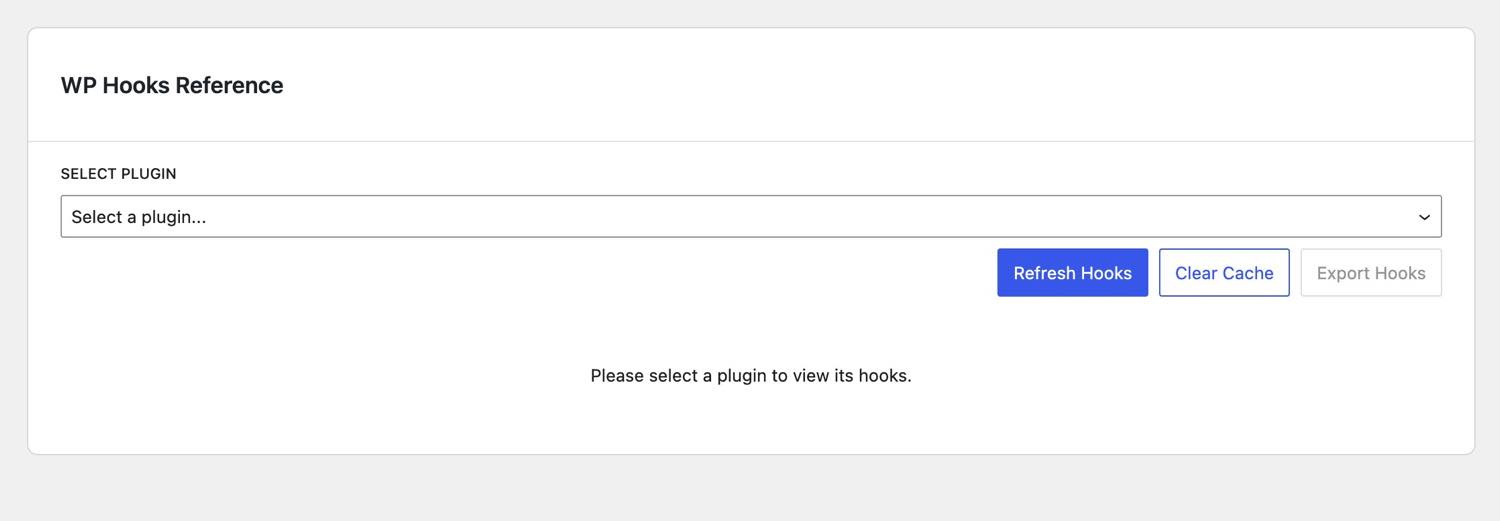 WP Hooks Reference
SELECT PLUGIN
Select a plugin...
Refresh Hooks
Clear Cache
Export Hooks
Please select a plugin to view its hooks.